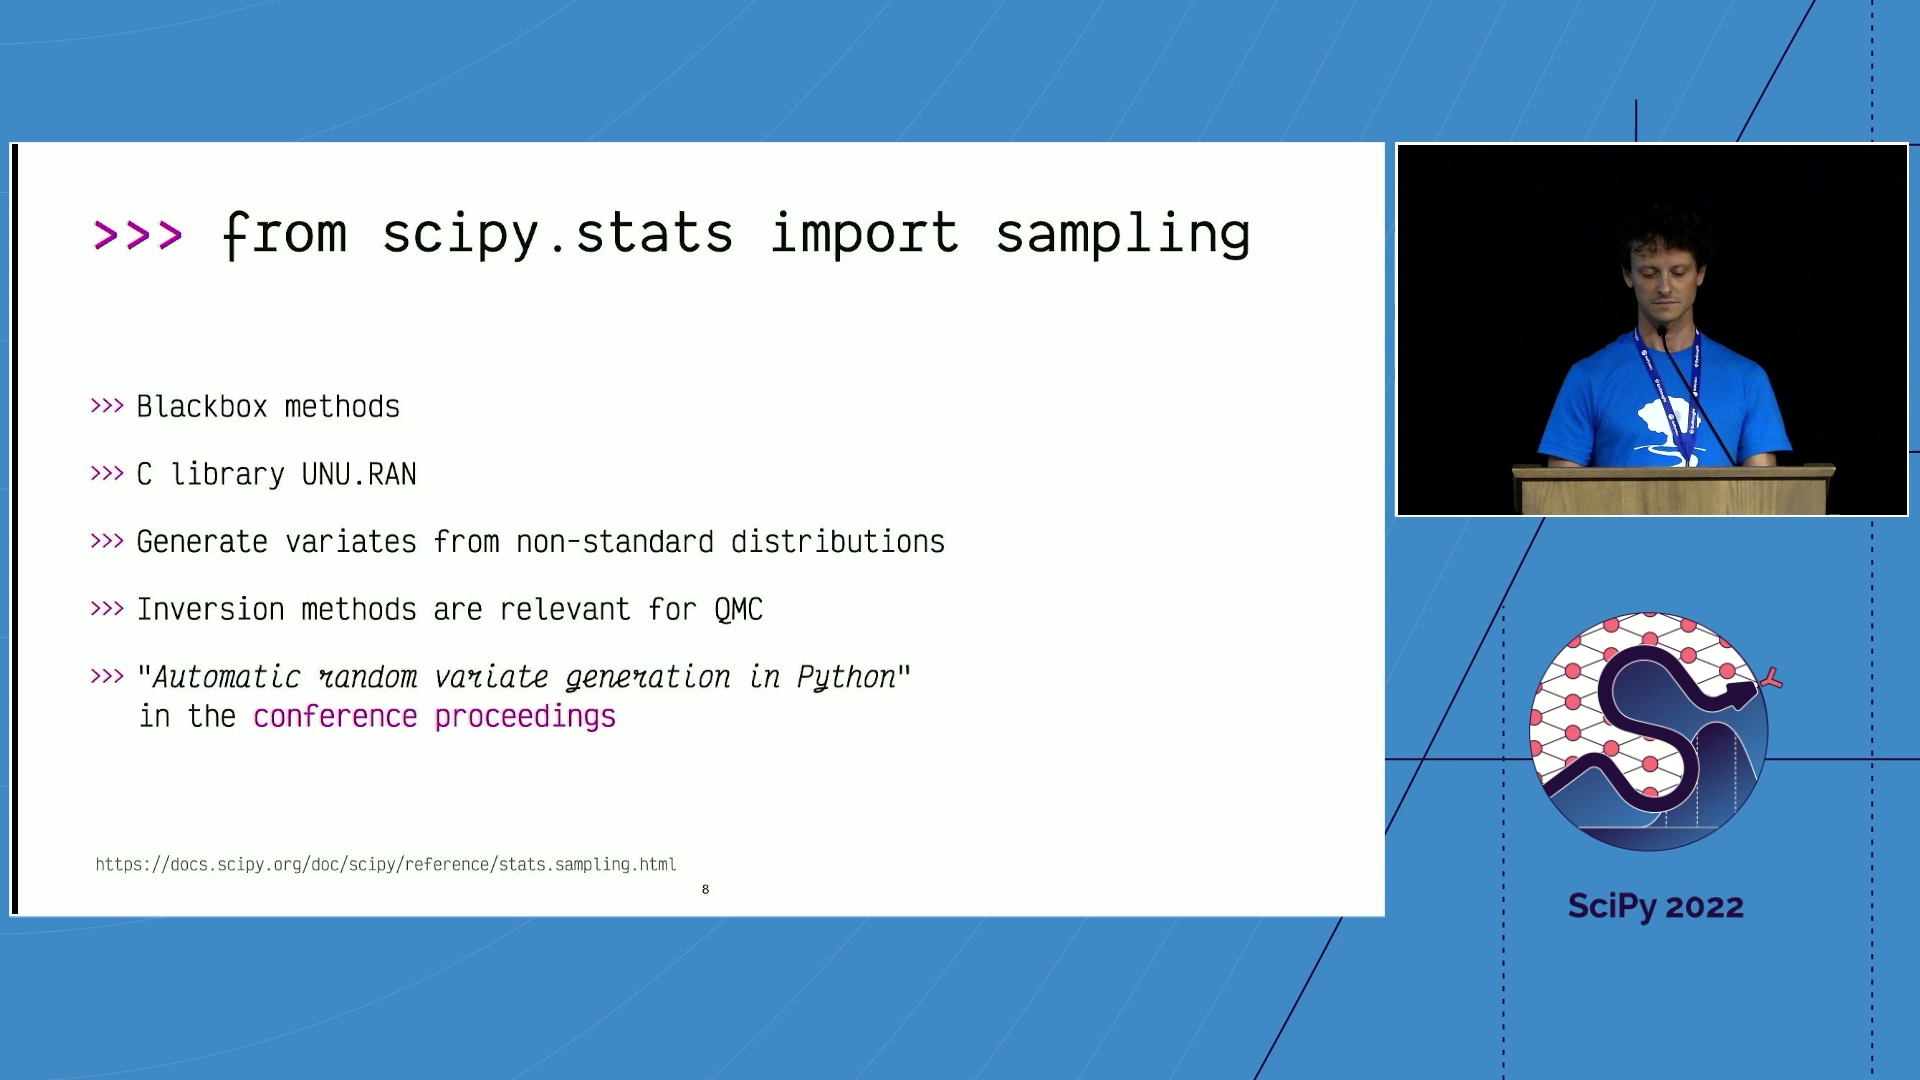 >>> from scipy.stats import sampling
>>> Blackbox methods
>>> C library UNU.RAN
>>> Generate variates from non-standard distributions
>>> Inversion methods are relevant for QMC
>>> "Automatic random variate generation in Python"
in the conference proceedings
https://docs.scipy.org/doc/scipy/reference/stats.sampling.html
8
SciPy 2022